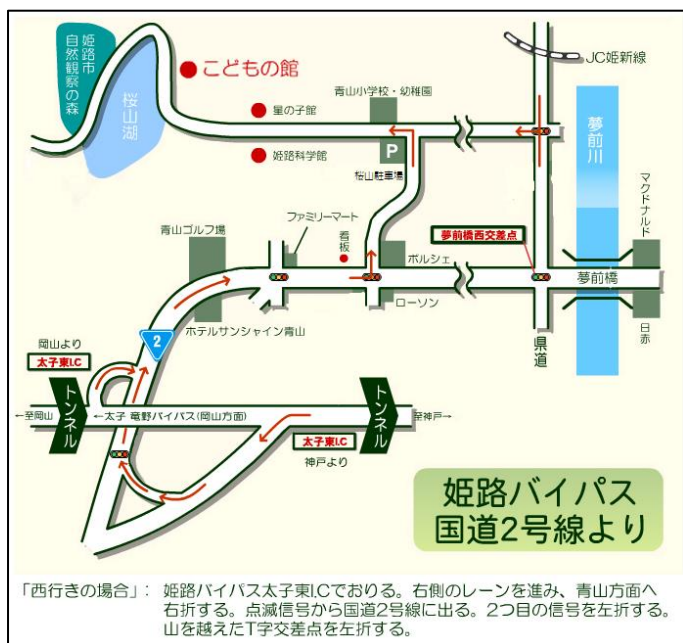 姫路市
自然観察の森
桜山湖
こどもの館
星の子館
姫路科学館
青山小学校・幼稚園
P
桜山駐車場
JC姫新線
夢前川
マクドナルド
青山ゴルフ場
ファミリーマート
看板
ポルシェ
夢前橋西交差点
夢前橋
ローソン
日赤
県道
ホテルサンシャイン青山
2
岡山より
太子東I.C
トンネル
←至岡山
←太子 竜野バイパス(岡山方面)
太子東I.C
神戸より
トンネル
至神戸→
姫路バイパス
国道2号線より
「西行きの場合」: 姫路バイパス太子東I.Cでおりる。右側のレーンを進み、青山方面へ
右折する。点滅信号から国道2号線に出る。2つ目の信号を左折する。
山を越えたT字交差点を左折する。